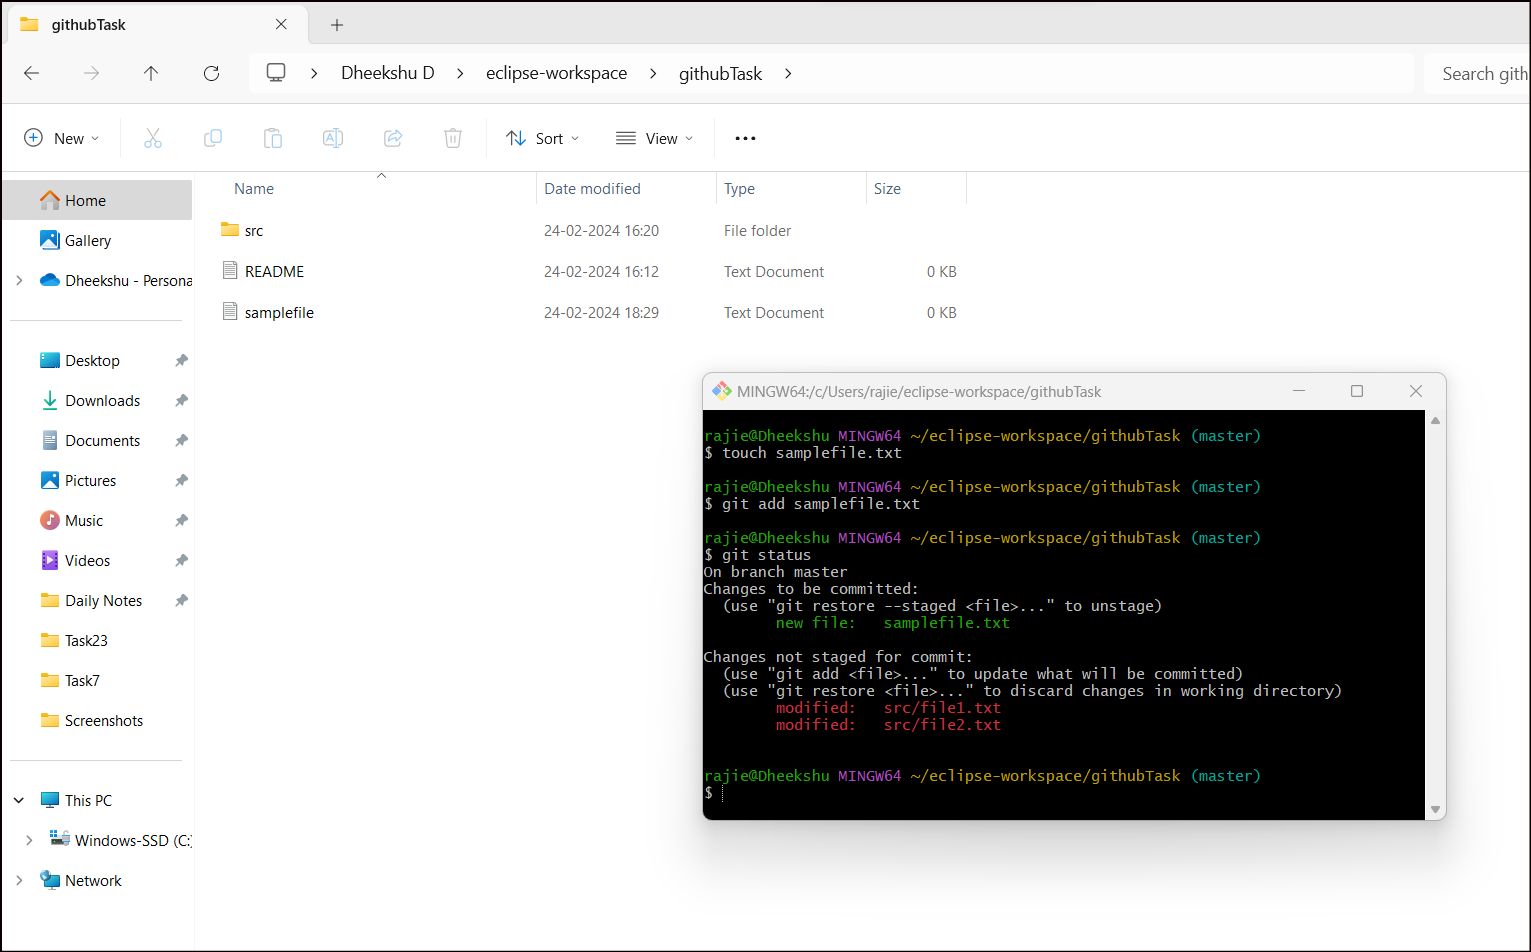 githubTask
Dheekshu D > eclipse-workspace > githubTask >
Search gith
New
Sort
View
Name Date modified Type Size
Home
Gallery
Dheekshu - Persona
Desktop
Downloads
Documents
Pictures
Music
Videos
Daily Notes
Task23
Task7
Screenshots
This PC
Windows-SSD (C:)
Network
src 24-02-2024 16:20 File folder
README 24-02-2024 16:12 Text Document 0 KB
samplefile 24-02-2024 18:29 Text Document 0 KB
MINGW64:/c/Users/rajie/eclipse-workspace/githubTask
rajie@Dheekshu MINGW64 ~/eclipse-workspace/githubTask (master)
$ touch samplefile.txt
rajie@Dheekshu MINGW64 ~/eclipse-workspace/githubTask (master)
$ git add samplefile.txt
rajie@Dheekshu MINGW64 ~/eclipse-workspace/githubTask (master)
$ git status
On branch master
Changes to be committed:
(use "git restore --staged <file>..." to unstage)
new file: samplefile.txt
Changes not staged for commit:
(use "git add <file>..." to update what will be committed)
(use "git restore <file>..." to discard changes in working directory)
modified: src/file1.txt
modified: src/file2.txt
rajie@Dheekshu MINGW64 ~/eclipse-workspace/githubTask (master)
$